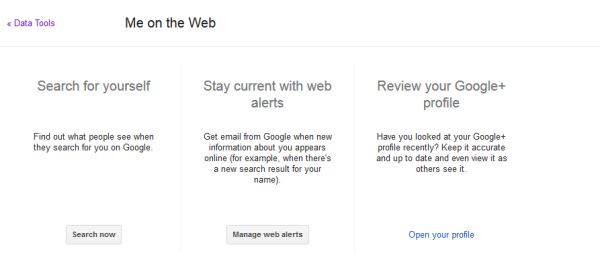 « Data Tools
Me on the Web
Search for yourself
Find out what people see when
they search for you on Google.
Search now
Stay current with web
alerts
Get email from Google when new
information about you appears
online (for example, when there's
a new search result for your
name).
Manage web alerts
Review your Google+
profile
Have you looked at your Google+
profile recently? Keep it accurate
and up to date and even view it as
others see it.
Open your profile